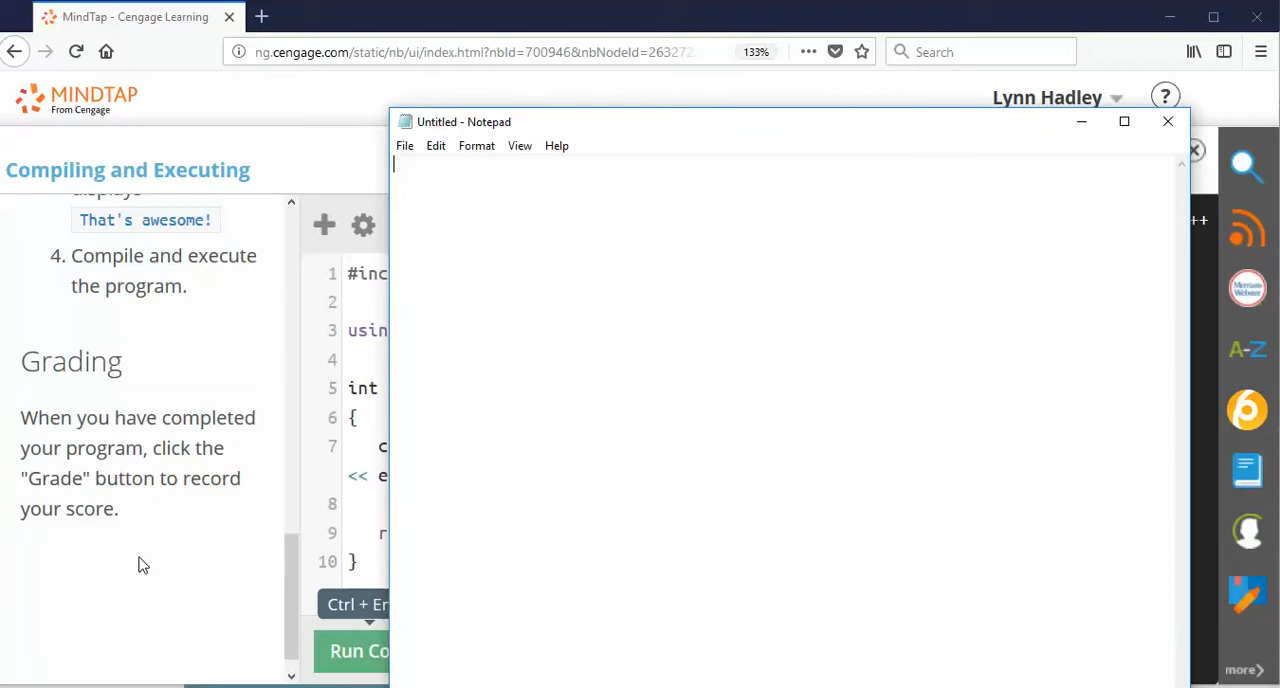 MindTap - Cengage Learning
ng.cengage.com/static/nb/ui/index.html?nbId=700946&nbNodeId=263272
133%
Search
MINDTAP
From Cengage
Lynn Hadley
?
Untitled - Notepad
File Edit Format View Help
Compiling and Executing
That's awesome!
4. Compile and execute
the program.
Grading
When you have completed
your program, click the
"Grade" button to record
your score.
1 #inc
2
3 usin
4
5 int
6 {
7 c
<< e
8
9 r
10 }
Ctrl + Er
Run Co
++
Merriam
Webster
A-Z
more